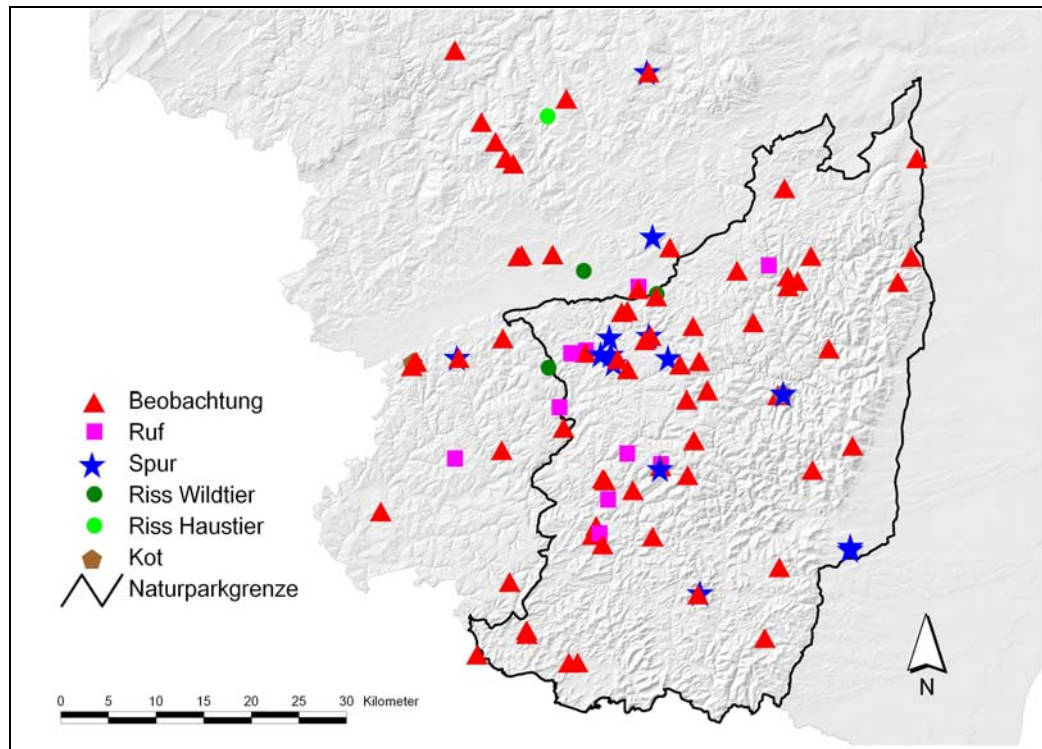 Beobachtung
Ruf
Spur
Riss Wildtier
Riss Haustier
Kot
Naturparkgrenze
0 5 10 15 20 25 30 Kilometer
N